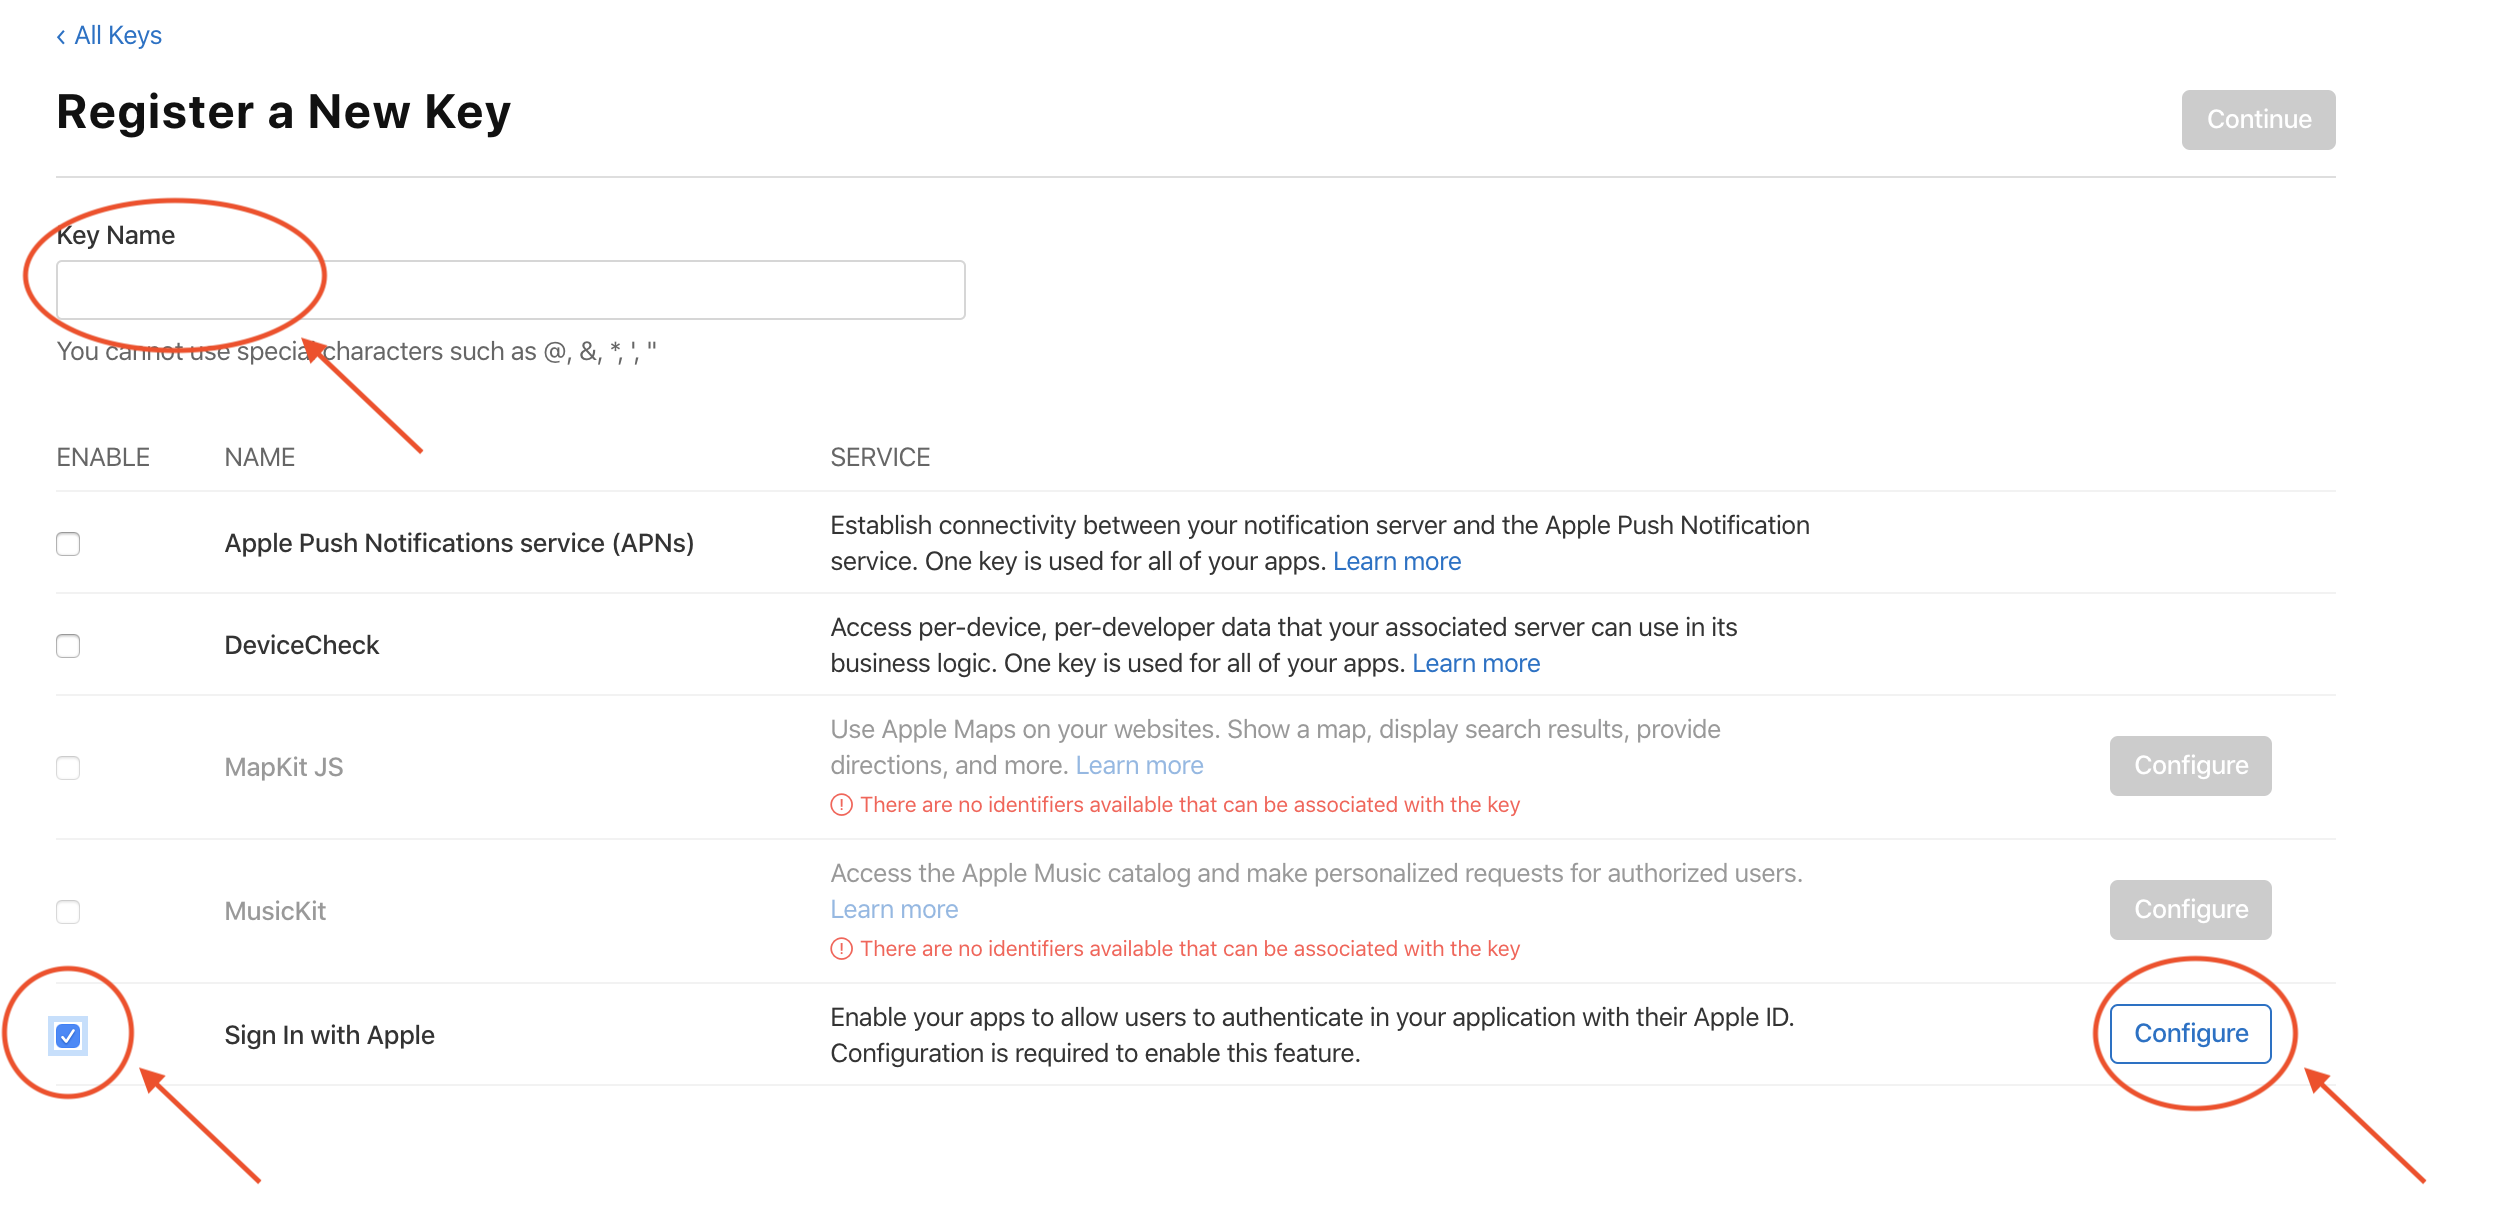 ‹ All Keys
Register a New Key
Continue
Key Name
You cannot use special characters such as @, &, *, ', "
ENABLE NAME SERVICE
Apple Push Notifications service (APNs)
Establish connectivity between your notification server and the Apple Push Notification
service. One key is used for all of your apps. Learn more
DeviceCheck
Access per-device, per-developer data that your associated server can use in its
business logic. One key is used for all of your apps. Learn more
MapKit JS
Use Apple Maps on your websites. Show a map, display search results, provide
directions, and more. Learn more
There are no identifiers available that can be associated with the key
Configure
MusicKit
Access the Apple Music catalog and make personalized requests for authorized users.
Learn more
There are no identifiers available that can be associated with the key
Configure
Sign In with Apple
Enable your apps to allow users to authenticate in your application with their Apple ID.
Configuration is required to enable this feature.
Configure